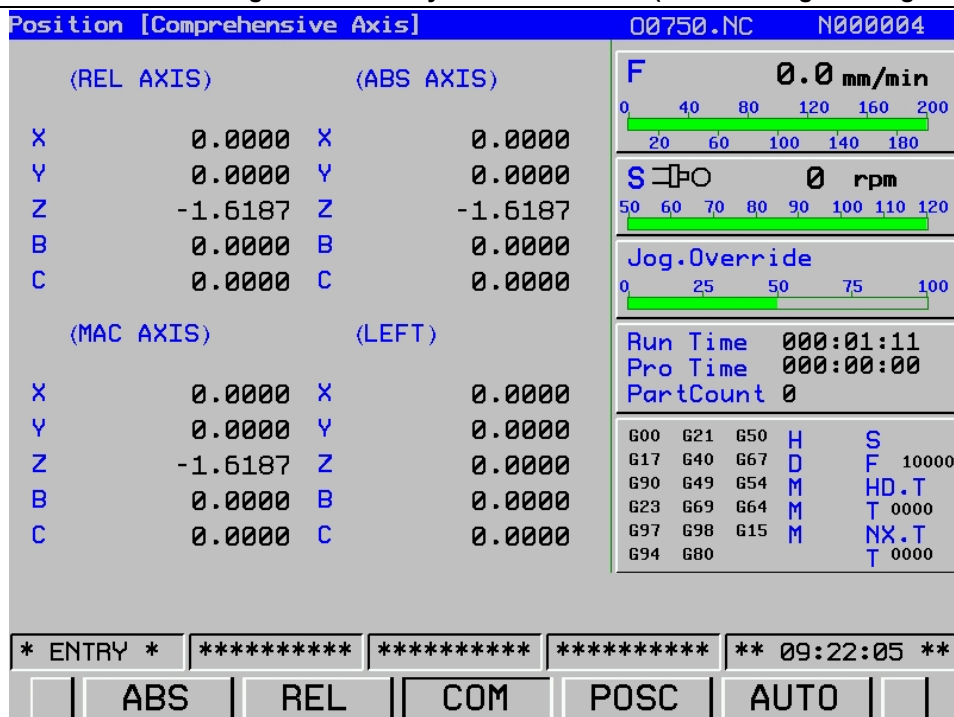 Position [Comprehensive Axis] O0750.NC N000004
(REL AXIS) (ABS AXIS)
X 0.0000 X 0.0000
Y 0.0000 Y 0.0000
Z -1.6187 Z -1.6187
B 0.0000 B 0.0000
C 0.0000 C 0.0000
(MAC AXIS) (LEFT)
X 0.0000 X 0.0000
Y 0.0000 Y 0.0000
Z -1.6187 Z 0.0000
B 0.0000 B 0.0000
C 0.0000 C 0.0000
F 0.0 mm/min
0 40 80 120 160 200
20 60 100 140 180
S 0 rpm
50 60 70 80 90 100 110 120
Jog.Override
0 25 50 75 100
Run Time 000:01:11
Pro Time 000:00:00
PartCount 0
G00 G21 G50 H S
G17 G40 G67 D F 10000
G90 G49 G54 M HD.T
G23 G69 G64 M T 0000
G97 G98 G15 M NX.T
G94 G80 T 0000
* ENTRY * ********** ********** ********** ** 09:22:05 **
ABS REL COM POSC AUTO